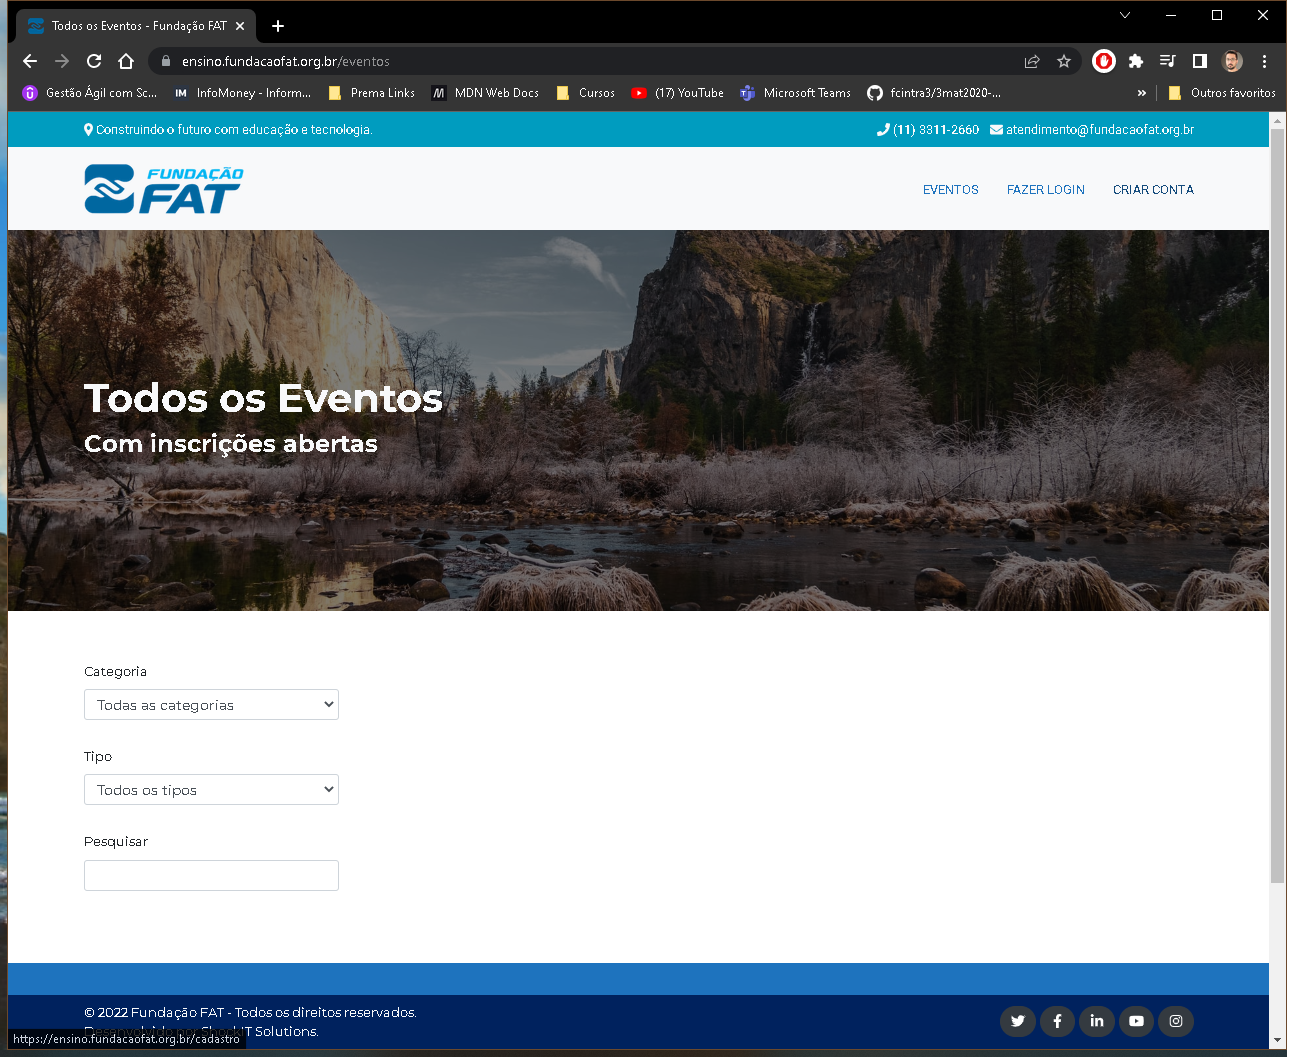 Todos os Eventos - Fundação FAT
ensino.fundacaofat.org.br/eventos
Gestão Ágil com Sc...
IM InfoMoney - Inform...
Prema Links
M MDN Web Docs
Cursos
(17) YouTube
Microsoft Teams
fcintra3/3mat2020-...
»
Outros favoritos
Construindo o futuro com educação e tecnologia.
(11) 3311-2660
atendimento@fundacaofat.org.br
FUNDAÇÃO
FAT
EVENTOS
FAZER LOGIN
CRIAR CONTA
Todos os Eventos
Com inscrições abertas
Categoria
Todas as categorias
Tipo
Todos os tipos
Pesquisar
© 2022 Fundação FAT - Todos os direitos reservados.
Desenvolvido por ShockIT Solutions.
https://ensino.fundacaofat.org.br/cadastro